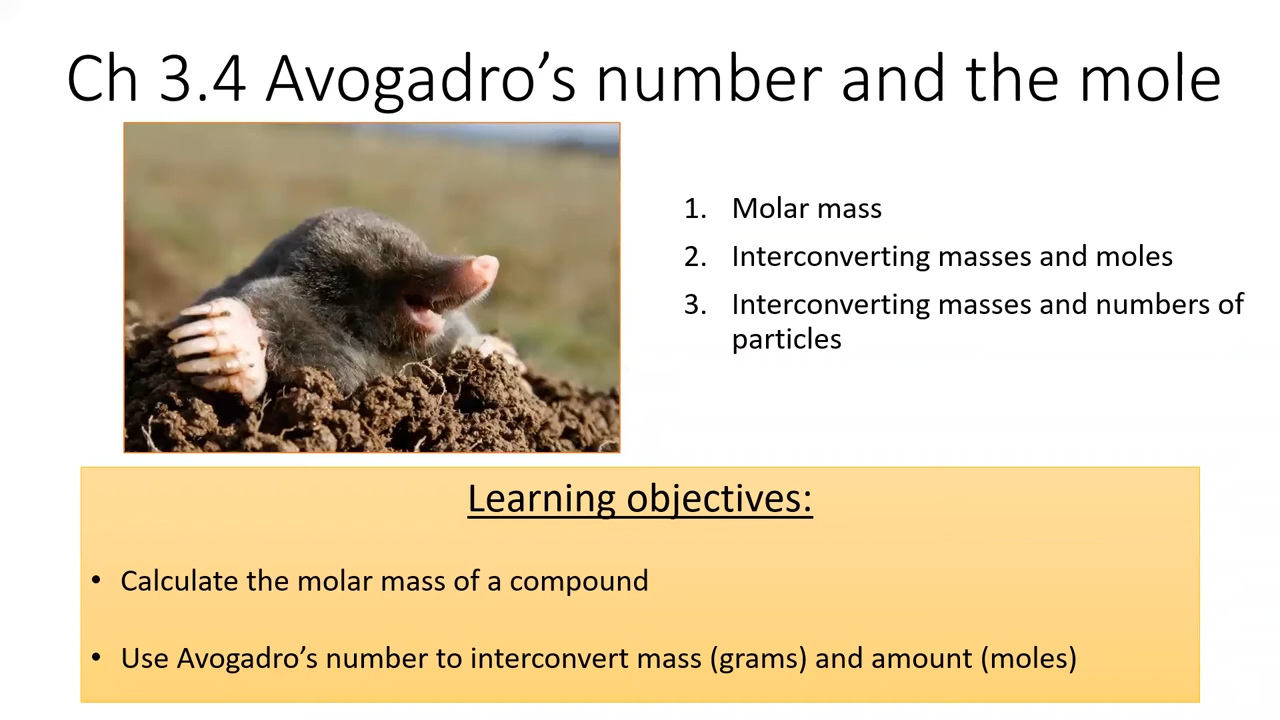 Ch 3.4 Avogadro’s number and the mole
1. Molar mass
2. Interconverting masses and moles
3. Interconverting masses and numbers of
particles
Learning objectives:
• Calculate the molar mass of a compound
• Use Avogadro’s number to interconvert mass (grams) and amount (moles)